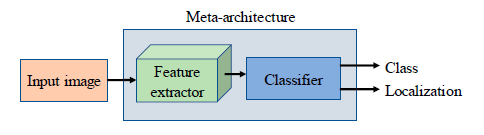 Meta-architecture
Input image
Feature
extractor
Classifier
Class
Localization